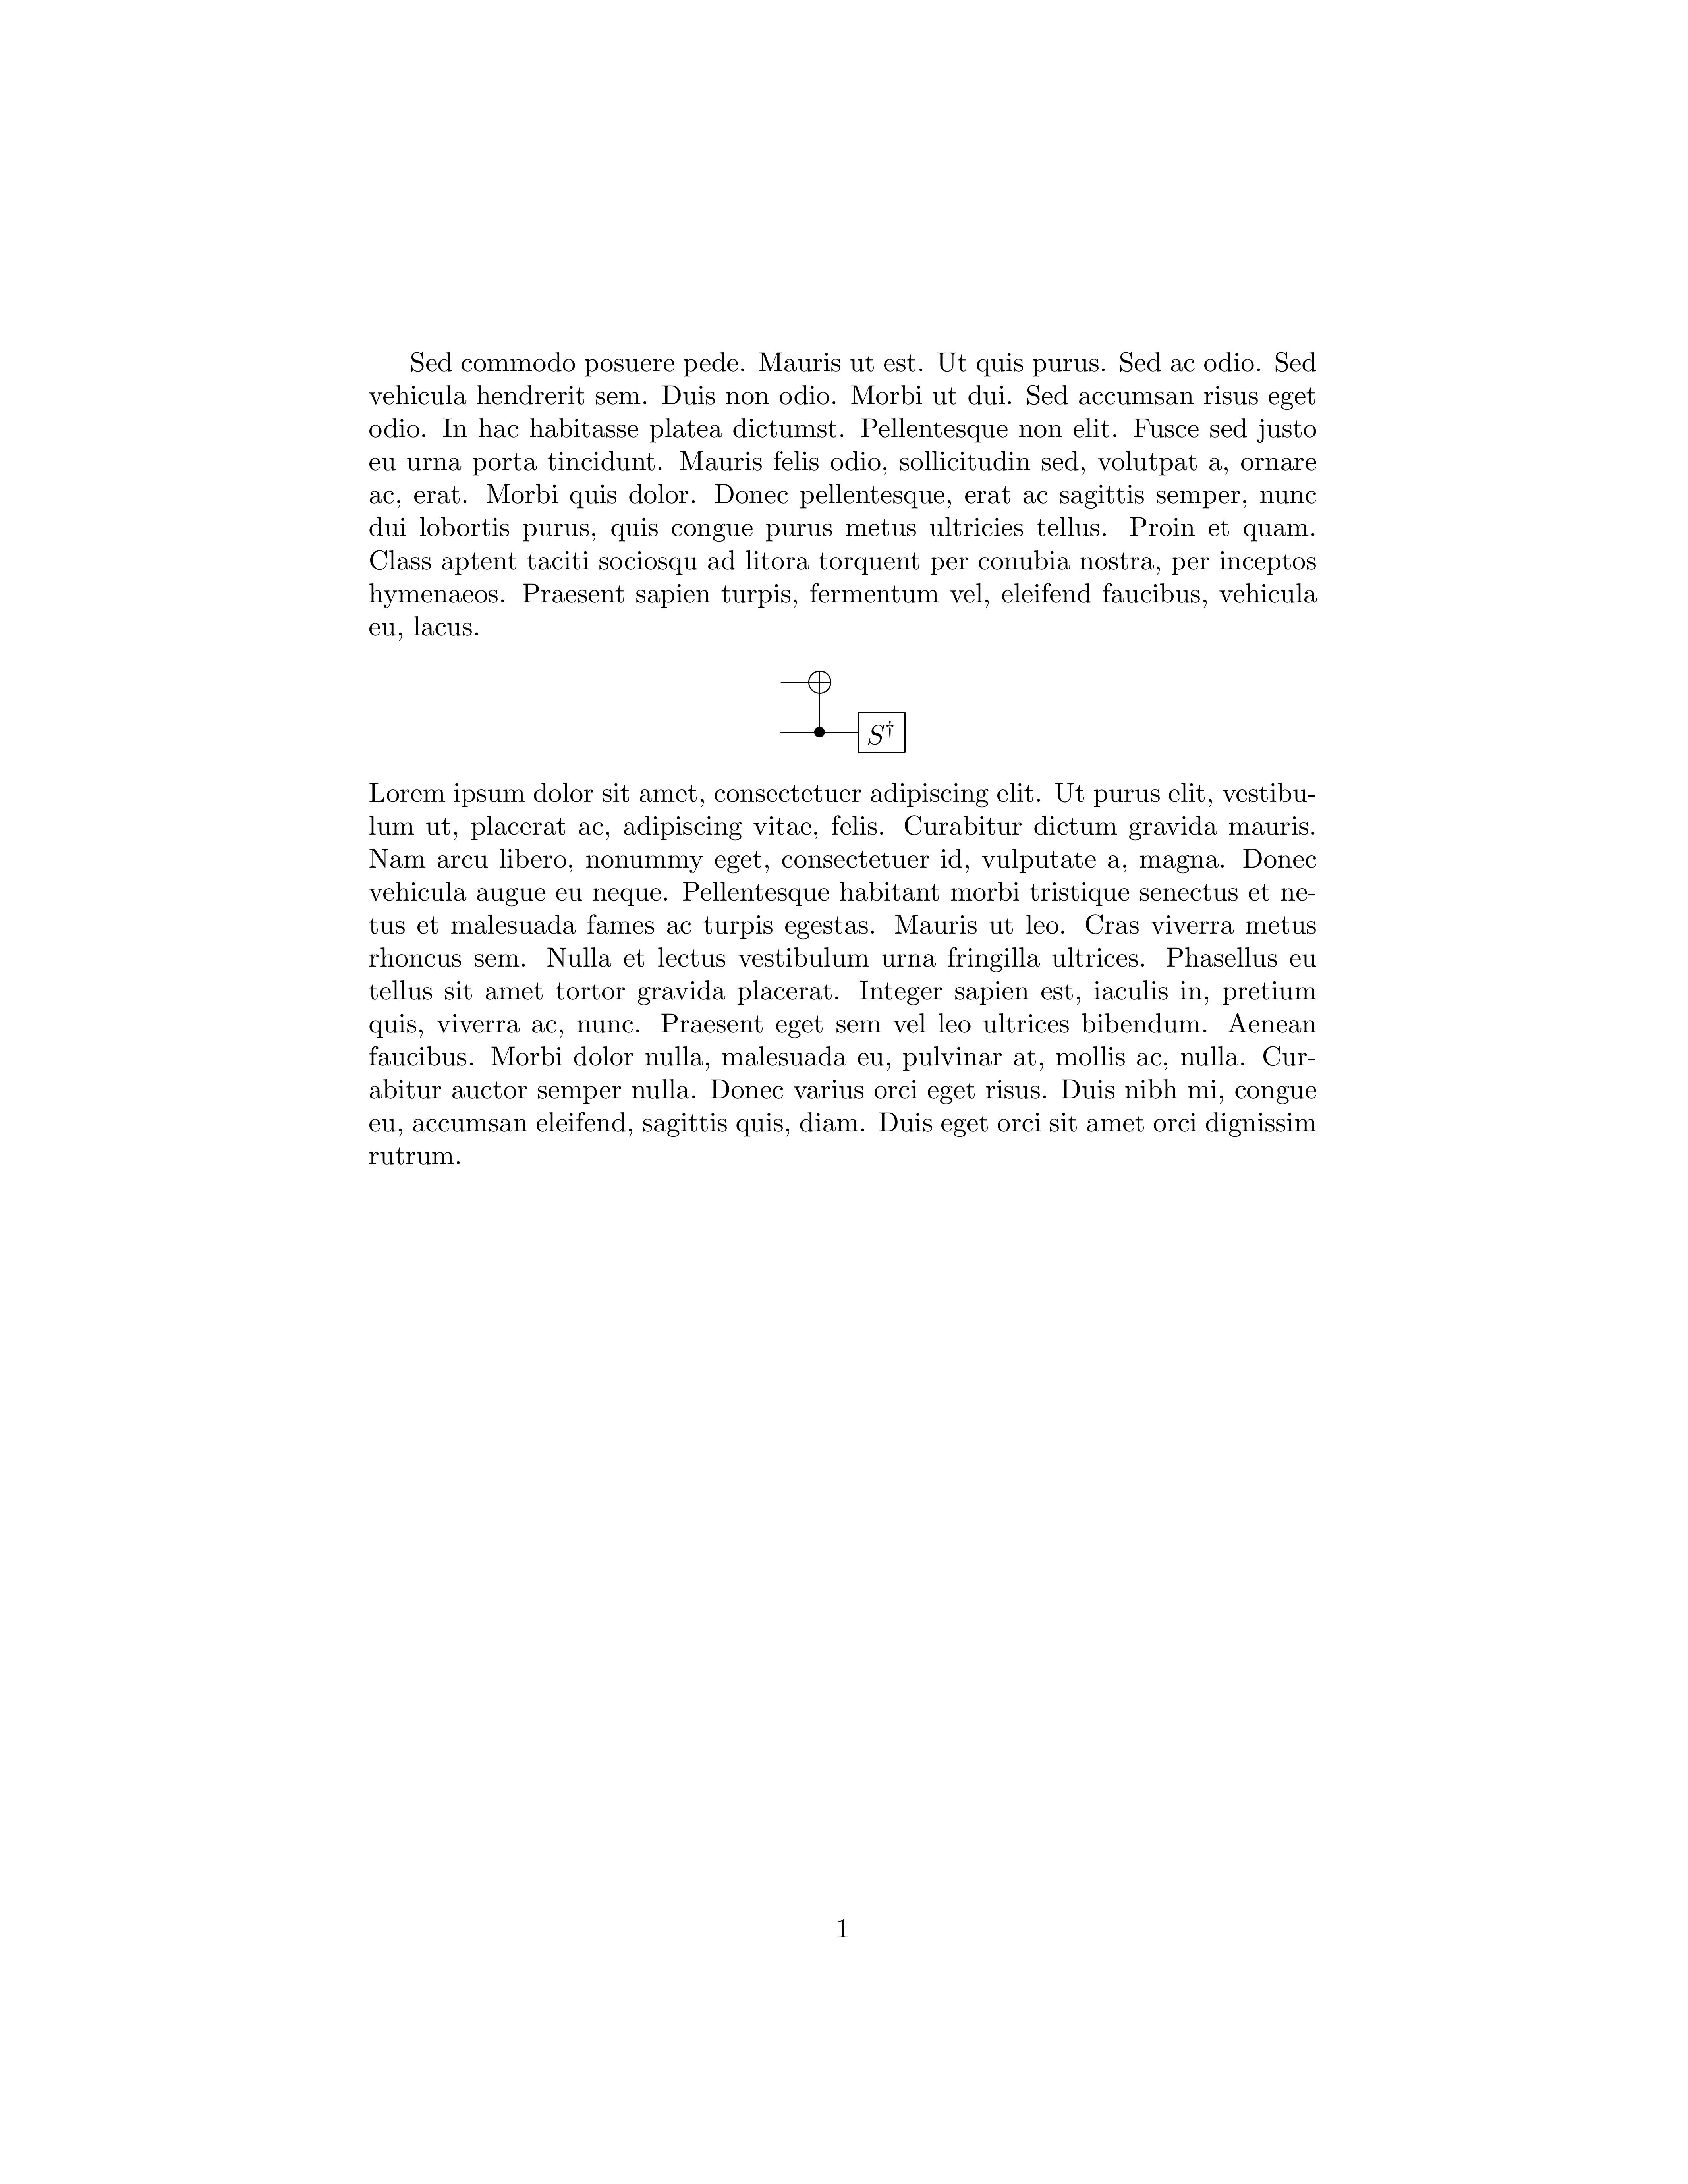 Sed commodo posuere pede. Mauris ut est. Ut quis purus. Sed ac odio. Sed
vehicula hendrerit sem. Duis non odio. Morbi ut dui. Sed accumsan risus eget
odio. In hac habitasse platea dictumst. Pellentesque non elit. Fusce sed justo
eu urna porta tincidunt. Mauris felis odio, sollicitudin sed, volutpat a, ornare
ac, erat. Morbi quis dolor. Donec pellentesque, erat ac sagittis semper, nunc
dui lobortis purus, quis congue purus metus ultricies tellus. Proin et quam.
Class aptent taciti sociosqu ad litora torquent per conubia nostra, per inceptos
hymenaeos. Praesent sapien turpis, fermentum vel, eleifend faucibus, vehicula
eu, lacus.
S†
Lorem ipsum dolor sit amet, consectetuer adipiscing elit. Ut purus elit, vestibu-
lum ut, placerat ac, adipiscing vitae, felis. Curabitur dictum gravida mauris.
Nam arcu libero, nonummy eget, consectetuer id, vulputate a, magna. Donec
vehicula augue eu neque. Pellentesque habitant morbi tristique senectus et ne-
tus et malesuada fames ac turpis egestas. Mauris ut leo. Cras viverra metus
rhoncus sem. Nulla et lectus vestibulum urna fringilla ultrices. Phasellus eu
tellus sit amet tortor gravida placerat. Integer sapien est, iaculis in, pretium
quis, viverra ac, nunc. Praesent eget sem vel leo ultrices bibendum. Aenean
faucibus. Morbi dolor nulla, malesuada eu, pulvinar at, mollis ac, nulla. Cur-
abitur auctor semper nulla. Donec varius orci eget risus. Duis nibh mi, congue
eu, accumsan eleifend, sagittis quis, diam. Duis eget orci sit amet orci dignissim
rutrum.
1